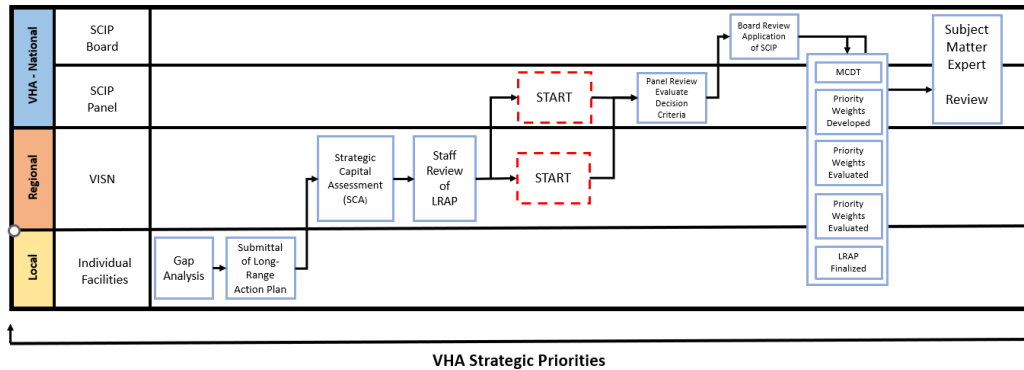 VHA - National
SCIP
Board
SCIP
Panel
Regional
VISN
Local
Individual
Facilities
Gap
Analysis
Submittal
of Long-
Range
Action Plan
Strategic
Capital
Assessment
(SCA)
Staff
Review
of
LRAP
START
START
Panel Review
Evaluate
Decision
Criteria
Board Review
Application
of SCIP
MCDT
Priority
Weights
Developed
Priority
Weights
Evaluated
Priority
Weights
Evaluated
LRAP
Finalized
Subject
Matter
Expert
Review
VHA Strategic Priorities